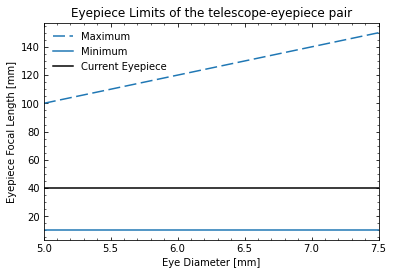 Eyepiece Limits of the telescope-eyepiece pair
Maximum
Minimum
Current Eyepiece
Eyepiece Focal Length [mm]
140
120
100
80
60
40
20
5.0 5.5 6.0 6.5 7.0 7.5
Eye Diameter [mm]